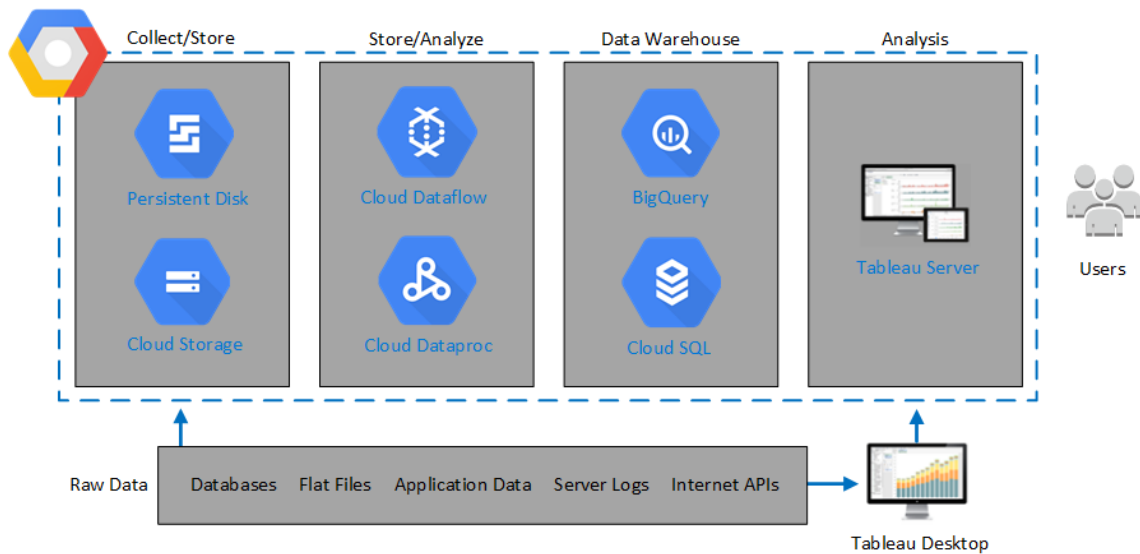 Collect/Store
Store/Analyze
Data Warehouse
Analysis
Persistent Disk
Cloud Dataflow
BigQuery
Cloud Storage
Cloud Dataproc
Cloud SQL
Tableau Server
Users
Raw Data
Databases
Flat Files
Application Data
Server Logs
Internet APIs
Tableau Desktop